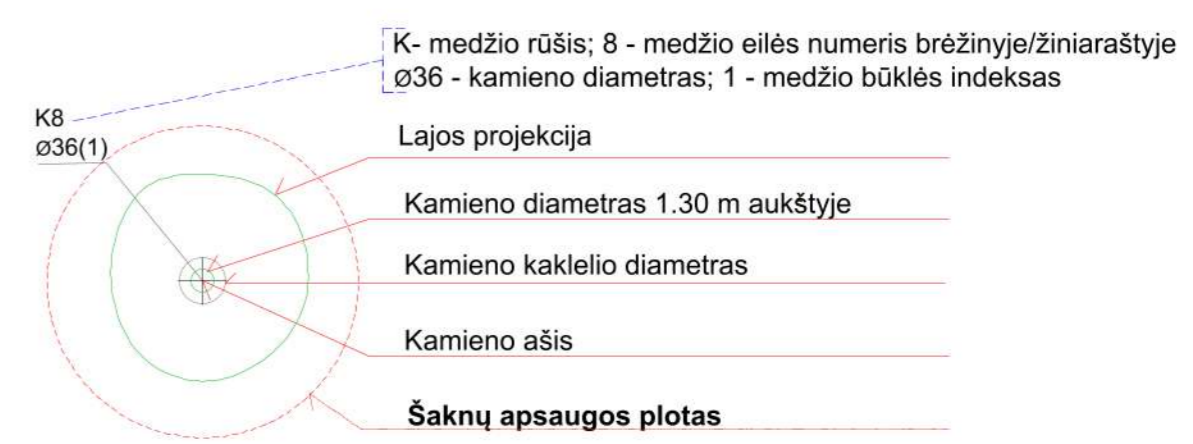 K- medžio rūšis; 8 - medžio eilės numeris brėžinyje/žiniaraštyje
Ø36 - kamieno diametras; 1 - medžio būklės indeksas
K8
Ø36(1)
Lajos projekcija
Kamieno diametras 1.30 m aukštyje
Kamieno kaklelio diametras
Kamieno ašis
Šaknų apsaugos plotas